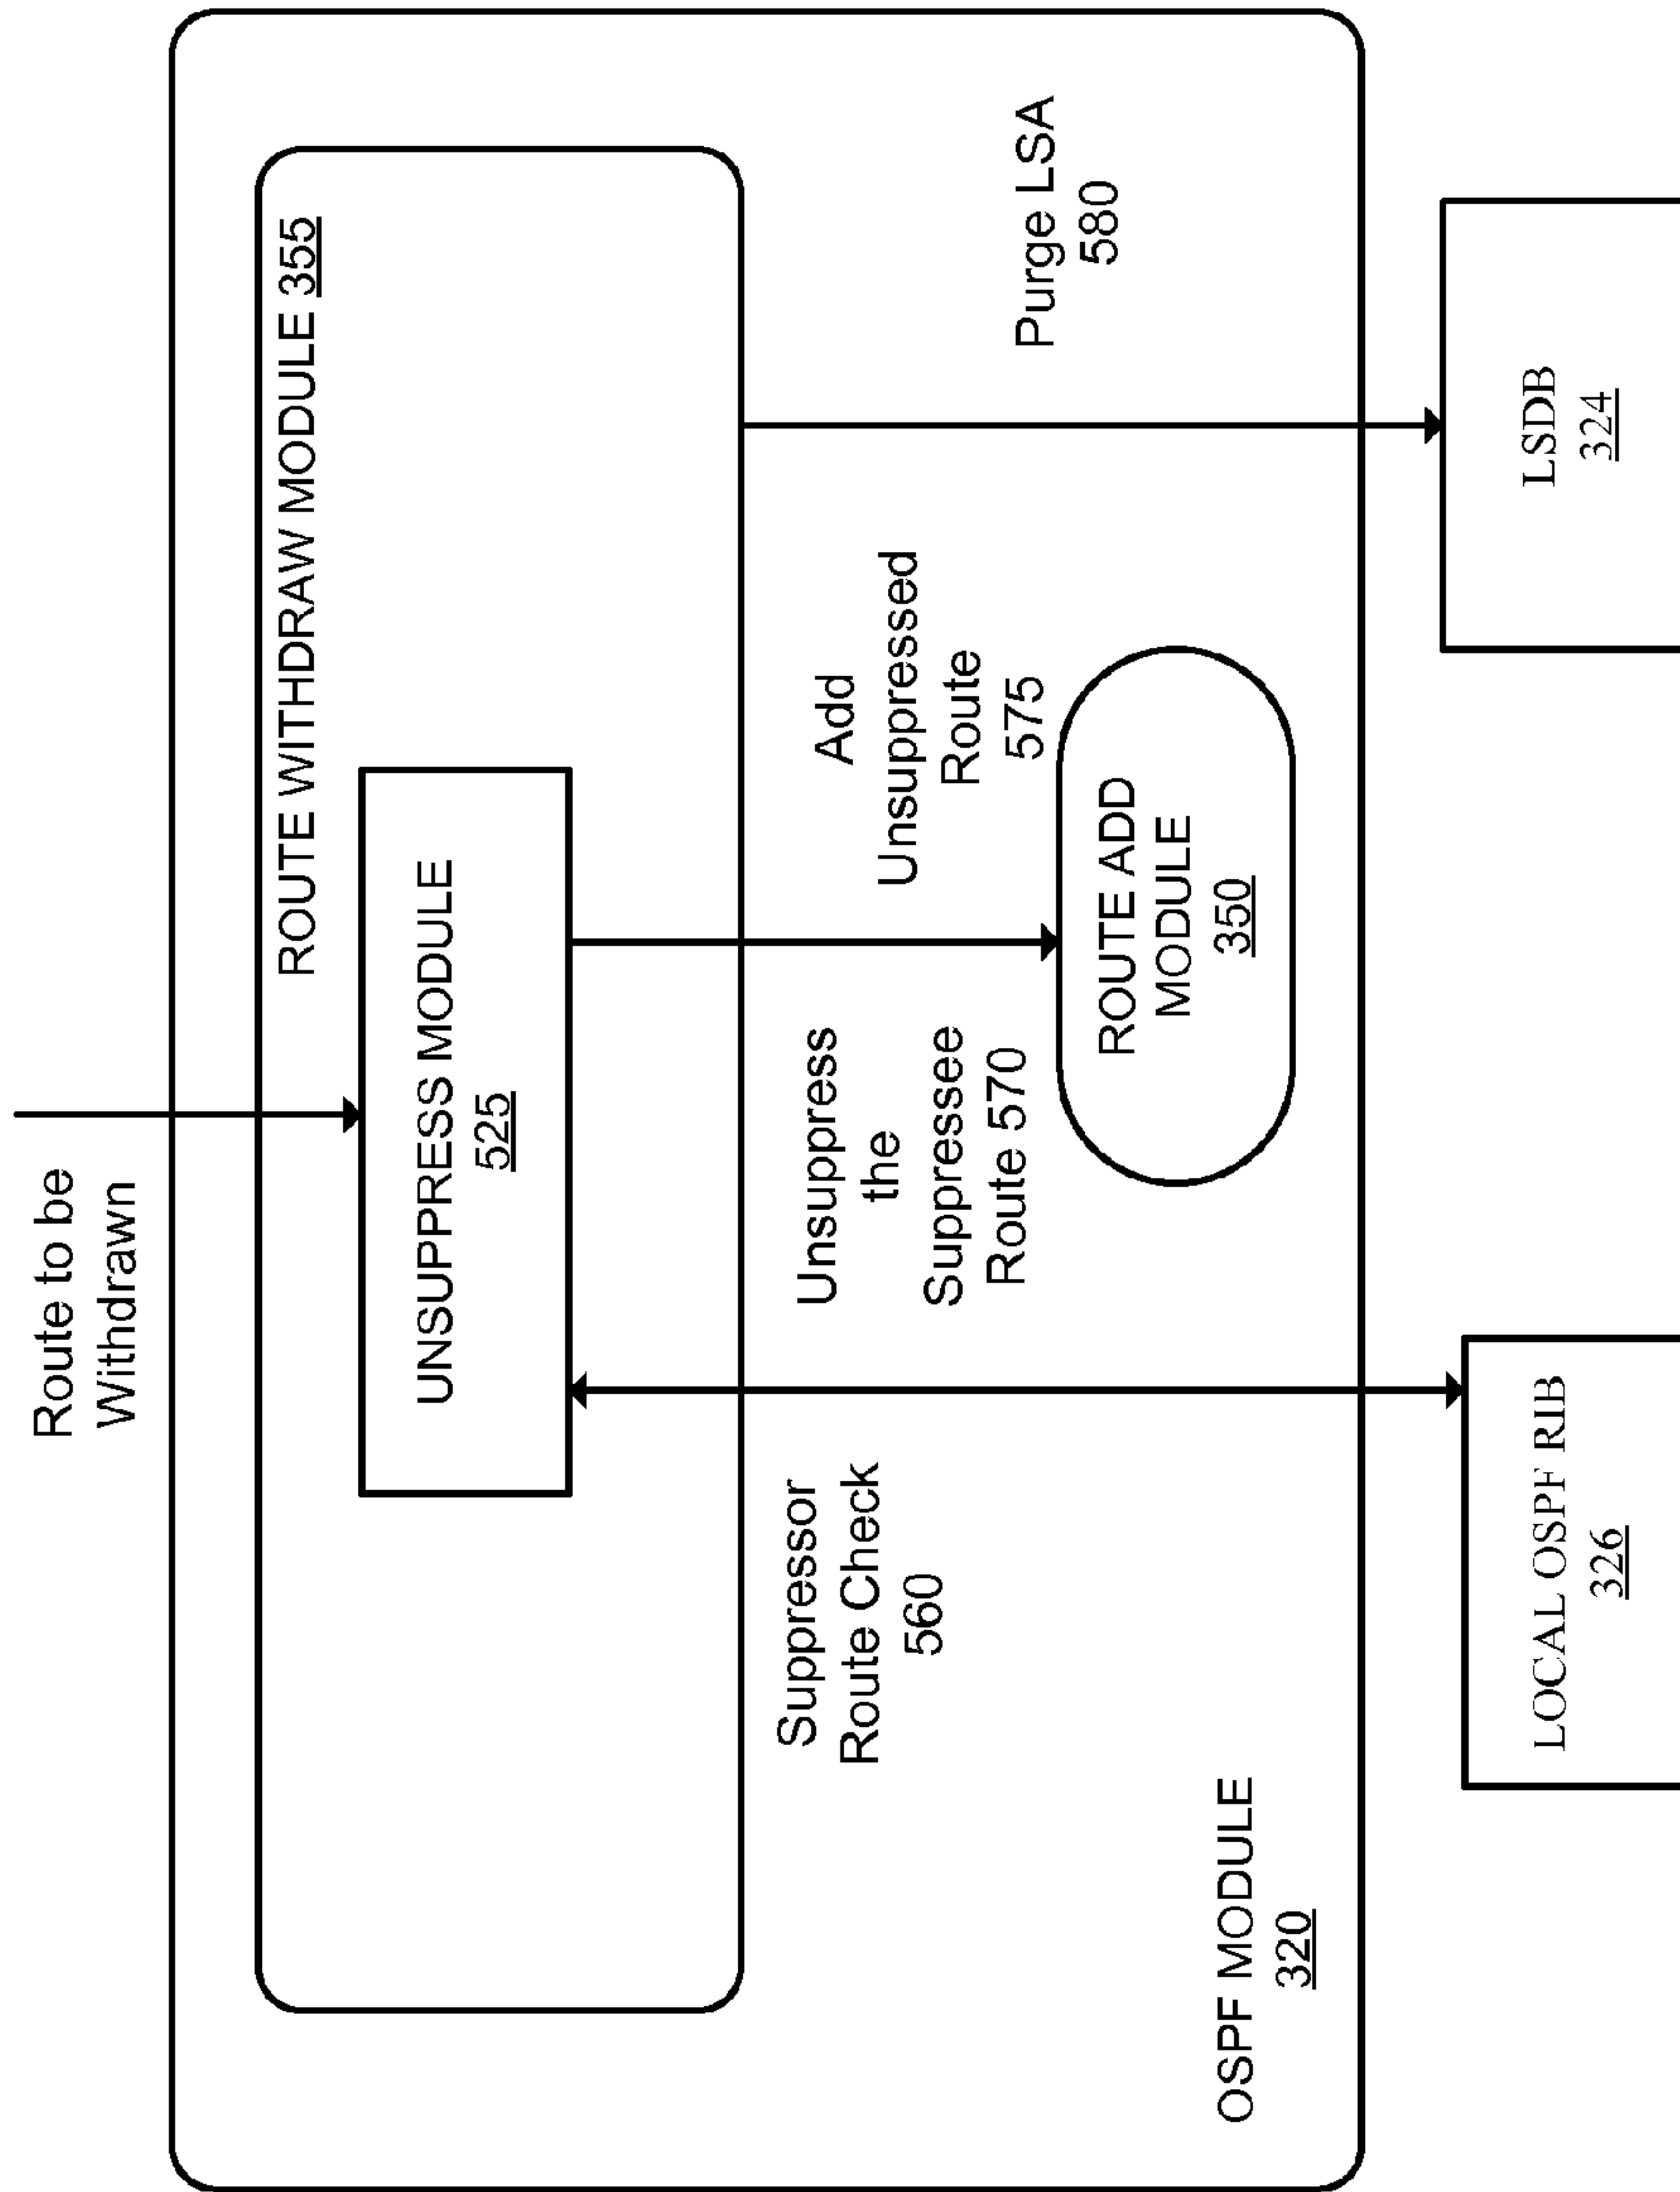 Route to be
Withdrawn
ROUTE WITHDRAW MODULE 355
UNSUPPRESS MODULE
525
Suppressor
Route Check
560
Unsuppress
the
Suppressee
Route 570
Add
Unsuppressed
Route
575
Purge LSA
580
ROUTE ADD
MODULE
350
OSPF MODULE
320
LOCAL OSPF RIB
326
LSDB
324